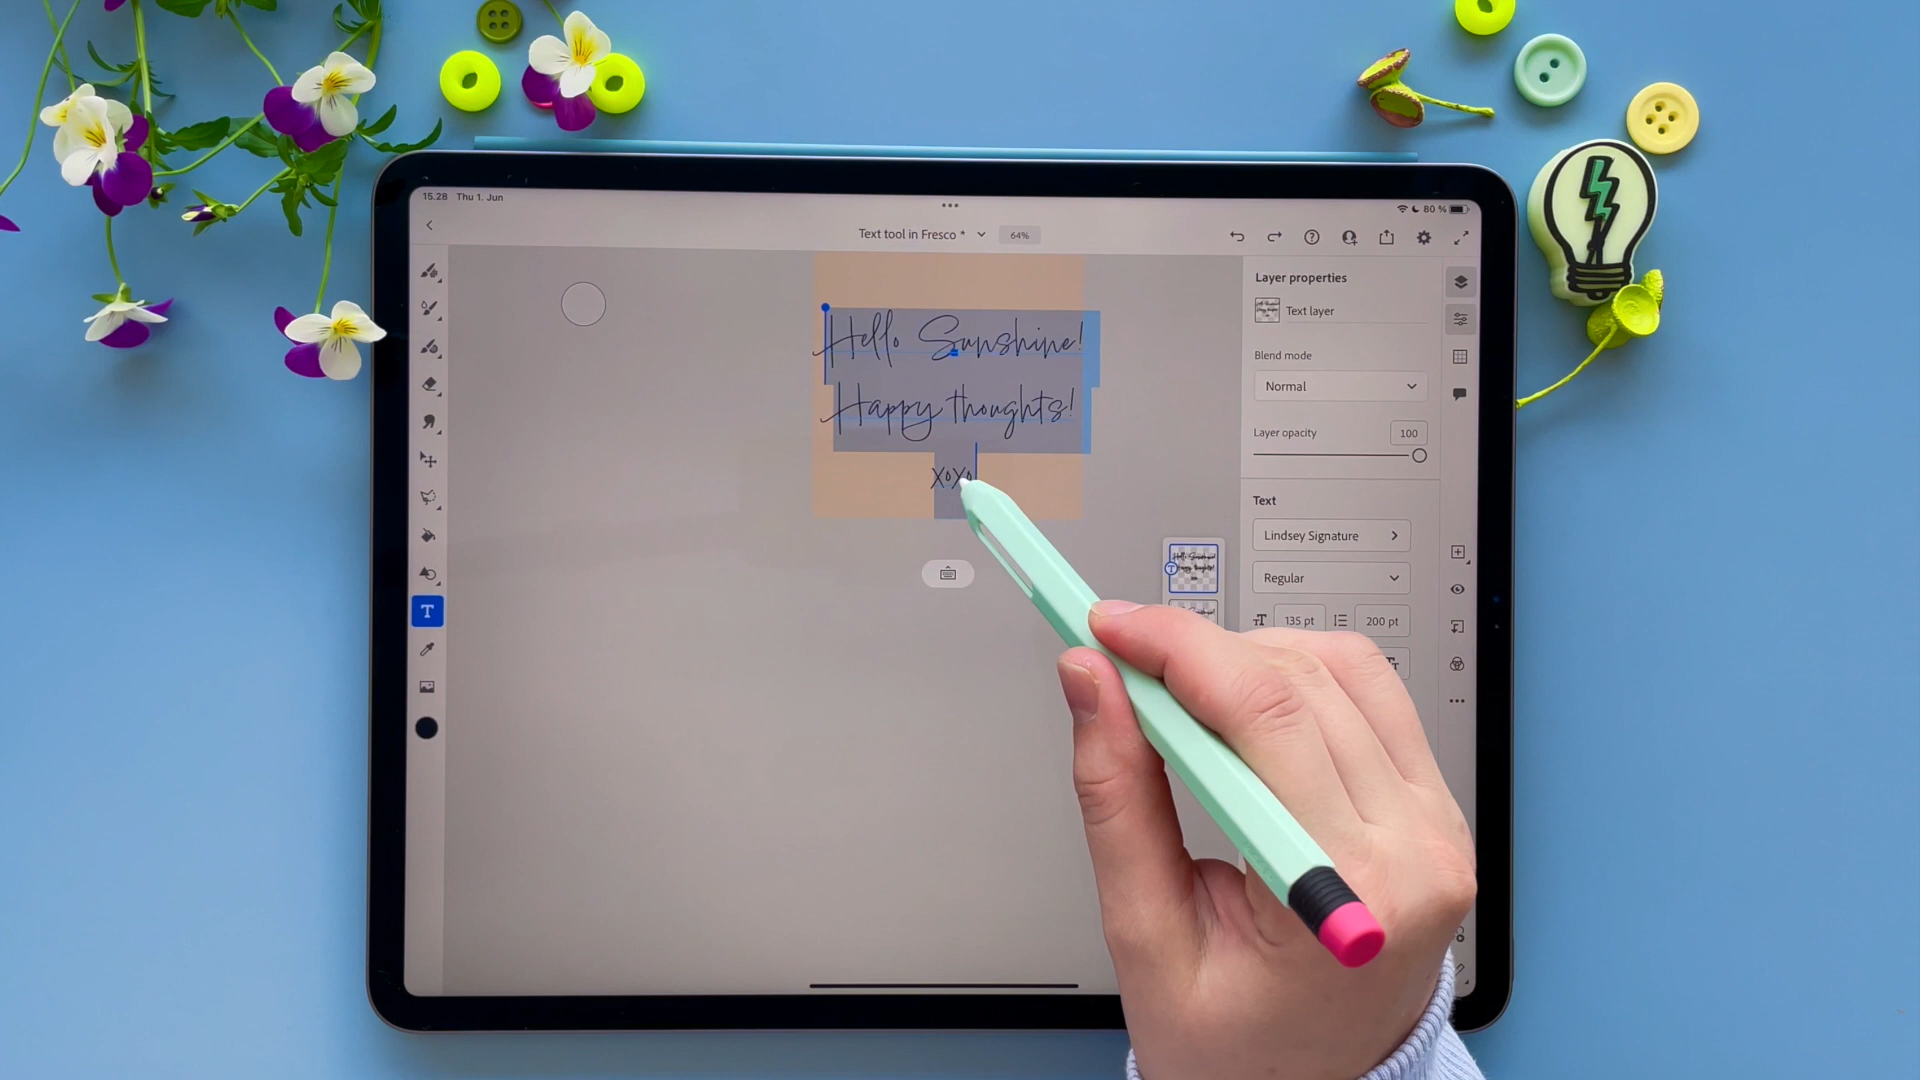 15.28 Thu 1. Jun
80 %
Text tool in Fresco *
64%
Hello Sunshine!
Happy thoughts!
xoxo
Layer properties
Text layer
Blend mode
Normal
Layer opacity
100
Text
Lindsey Signature
Regular
135 pt
200 pt